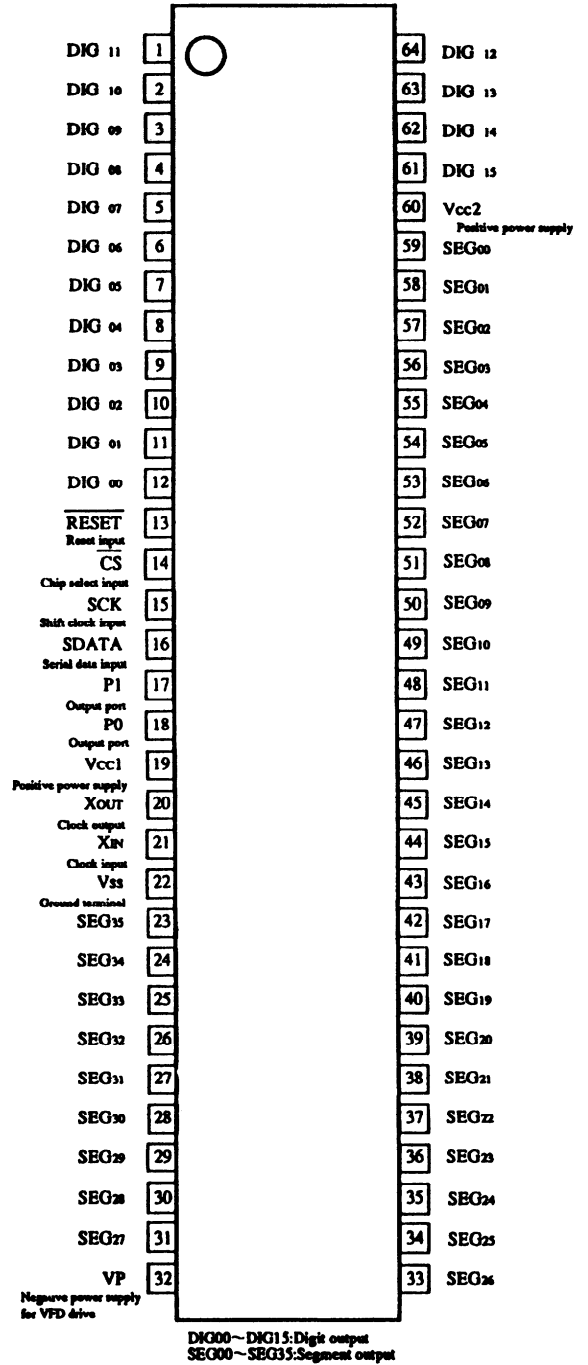 DIG 11 1 64 DIG 12
DIG 10 2 63 DIG 13
DIG 09 3 62 DIG 14
DIG 08 4 61 DIG 15
DIG 07 5 60 Vcc2
Positive power supply
DIG 06 6 59 SEG00
DIG 05 7 58 SEG01
DIG 04 8 57 SEG02
DIG 03 9 56 SEG03
DIG 02 10 55 SEG04
DIG 01 11 54 SEG05
DIG 00 12 53 SEG06
RESET 13 52 SEG07
Reset input
CS 14 51 SEG08
Chip select input
SCK 15 50 SEG09
Shift clock input
SDATA 16 49 SEG10
Serial data input
P1 17 48 SEG11
Output port
P0 18 47 SEG12
Output port
Vcc1 19 46 SEG13
Positive power supply
XOUT 20 45 SEG14
Clock output
XIN 21 44 SEG15
Clock input
Vss 22 43 SEG16
Ground terminal
SEG35 23 42 SEG17
SEG34 24 41 SEG18
SEG33 25 40 SEG19
SEG32 26 39 SEG20
SEG31 27 38 SEG21
SEG30 28 37 SEG22
SEG29 29 36 SEG23
SEG28 30 35 SEG24
SEG27 31 34 SEG25
VP 32 33 SEG26
Negative power supply
for VFD drive
DIG00~DIG15:Digit output
SEG00~SEG35:Segment output